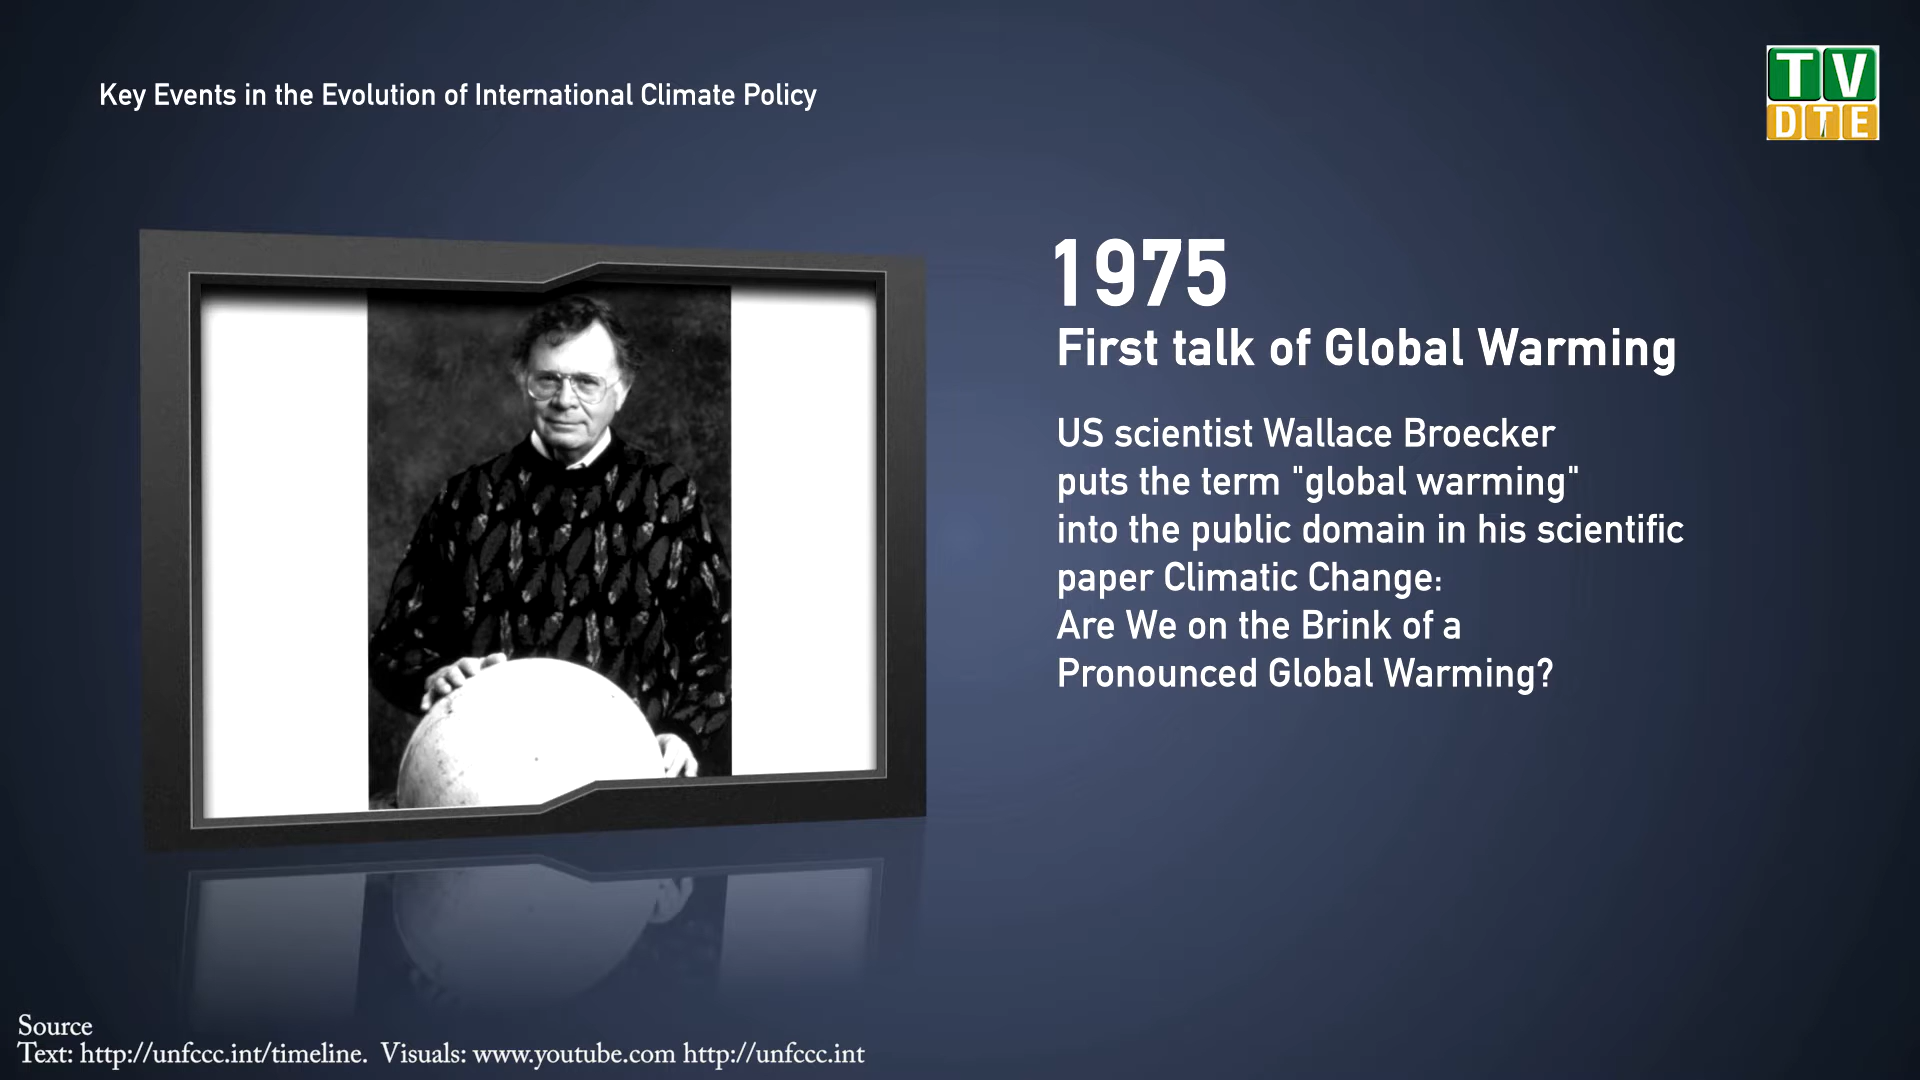 Key Events in the Evolution of International Climate Policy
TV
DTE
1975
First talk of Global Warming
US scientist Wallace Broecker
puts the term "global warming"
into the public domain in his scientific
paper Climatic Change:
Are We on the Brink of a
Pronounced Global Warming?
Source
Text: http://unfccc.int/timeline.  Visuals: www.youtube.com http://unfccc.int